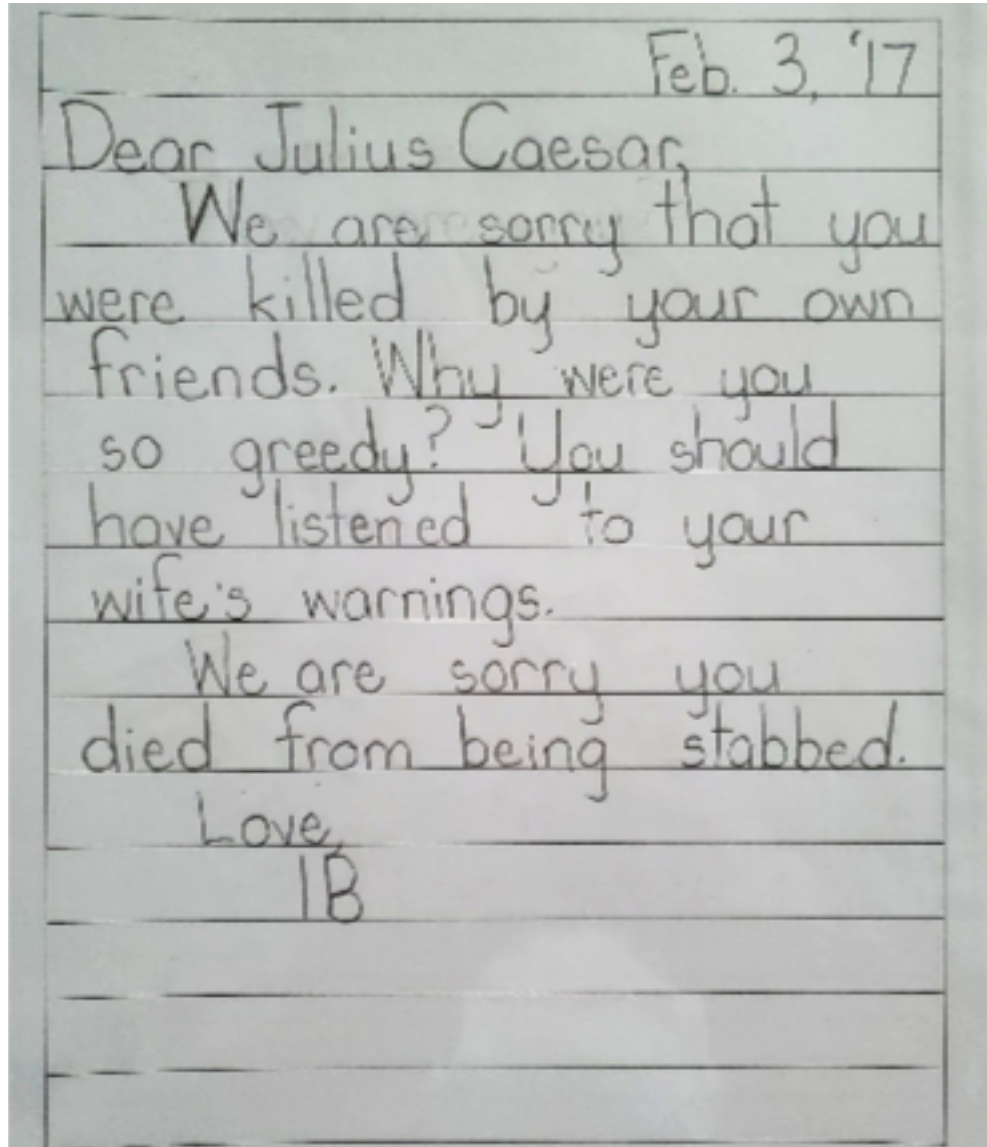 Feb. 3, '17
Dear Julius Caesar,
We are sorry that you
were killed by your own
friends. Why were you
so greedy? You should
have listened to your
wife's warnings.
We are sorry you
died from being stabbed.
Love,
1B